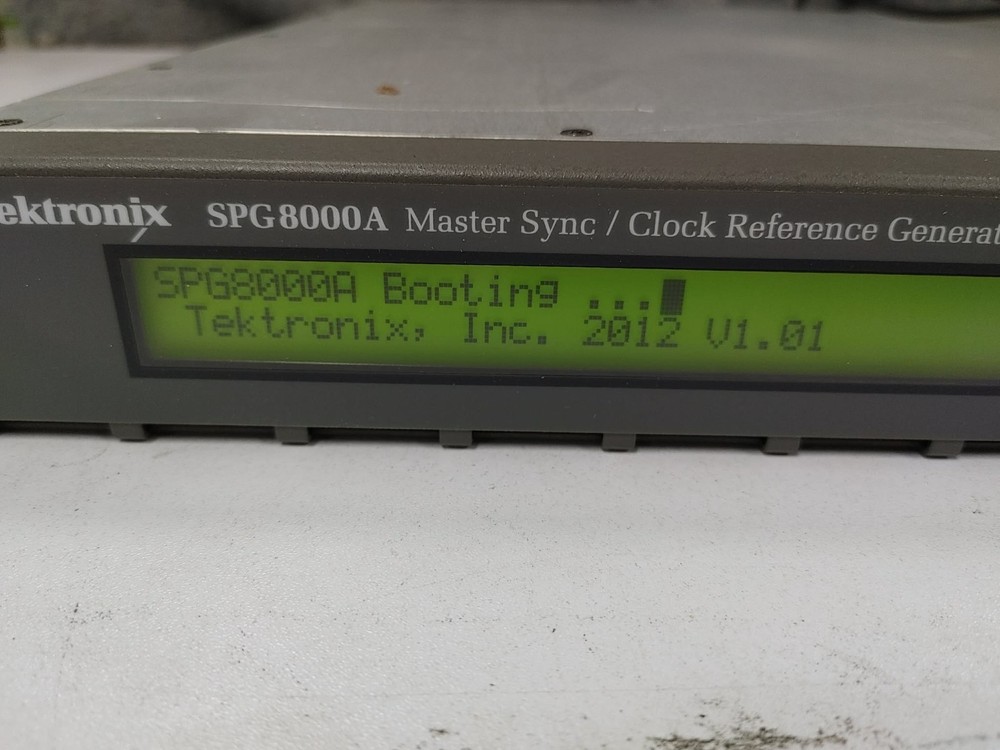 ektronix SPG8000A Master Sync / Clock Reference Generat
SPG8000A Booting ...
Tektronix, Inc. 2012 V1.01